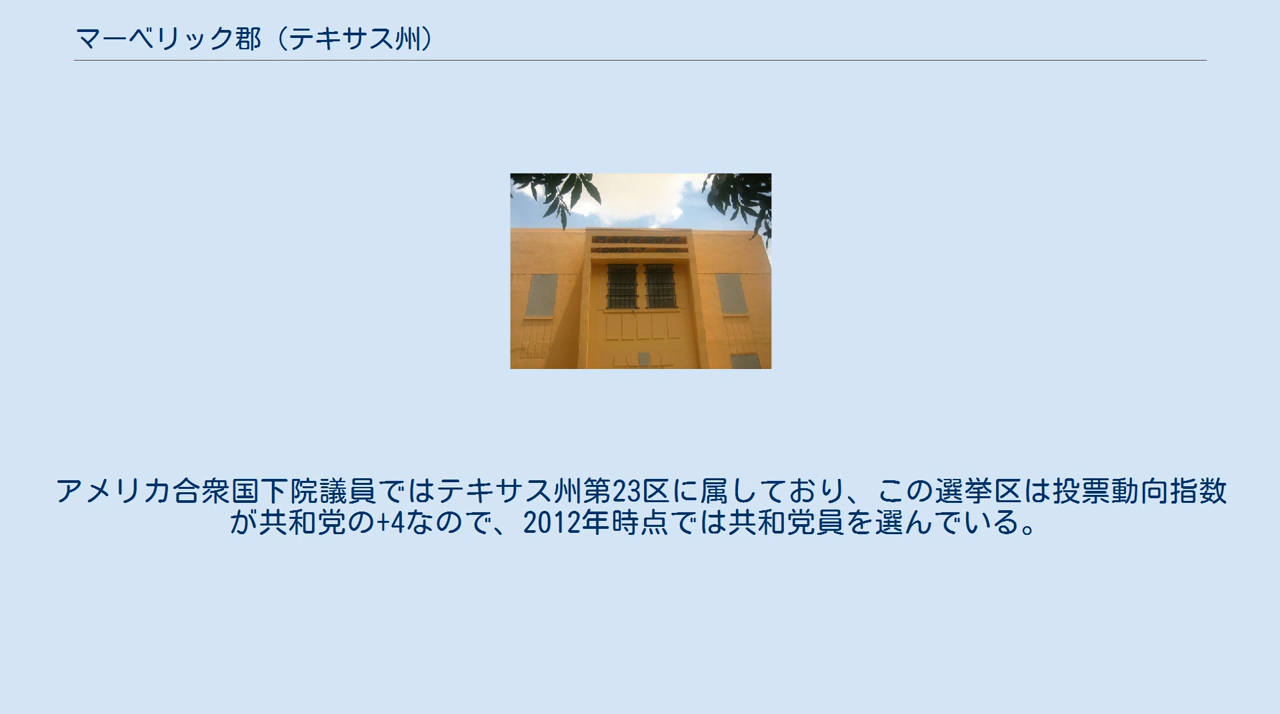 マーベリック郡（テキサス州）
アメリカ合衆国下院議員ではテキサス州第23区に属しており、この選挙区は投票動向指数
が共和党の+4なので、2012年時点では共和党員を選んでいる。